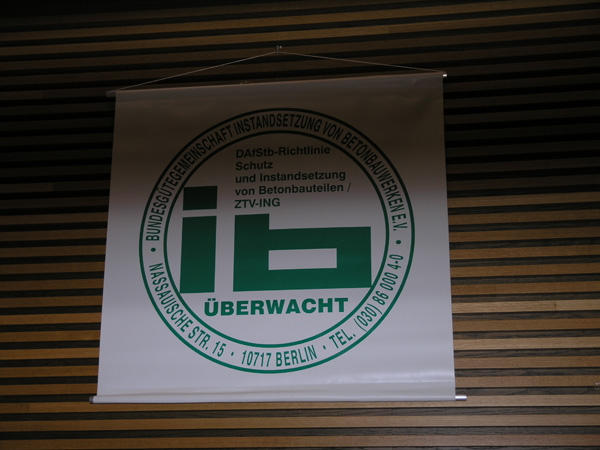 BUNDESGÜTEGEMEINSCHAFT INSTANDSETZUNG VON BETONBAUWERKEN E.V.
DAfStb-Richtlinie
Schutz
und Instandsetzung
von Betonbauteilen /
ZTV-ING
ib
ÜBERWACHT
NASSAUISCHE STR. 15 · 10717 BERLIN · TEL. (030) 86 000 4-0